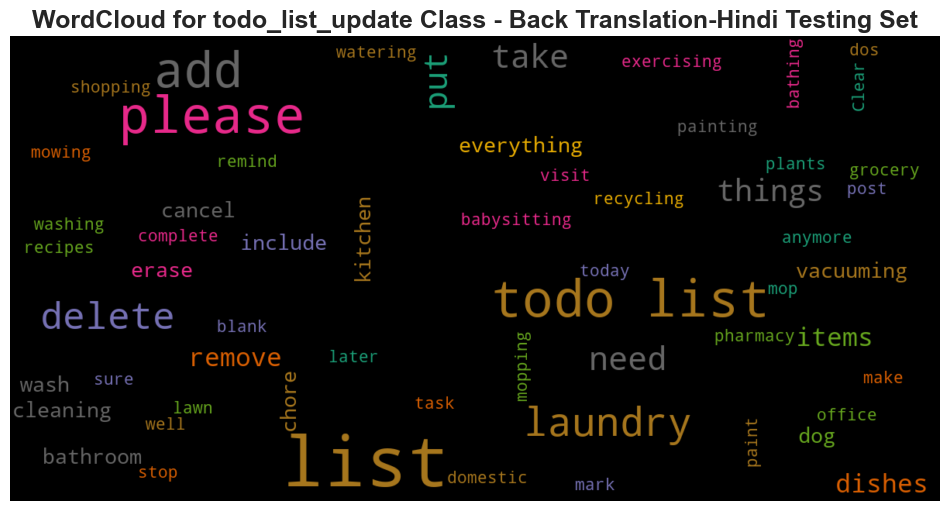 WordCloud for todo_list_update Class - Back Translation-Hindi Testing Set
watering
dos
add
take
exercising
bathing
Clear
shopping
put
please
painting
everything
mowing
remind
plants
grocery
visit
things
post
recycling
cancel
kitchen
babysitting
washing
complete
include
anymore
recipes
erase
today
vacuuming
todo list
mop
delete
blank
pharmacy
items
remove
later
need
mopping
wash
sure
make
chore
cleaning
lawn
task
laundry
office
well
paint
dog
list
bathroom
stop
domestic
mark
dishes